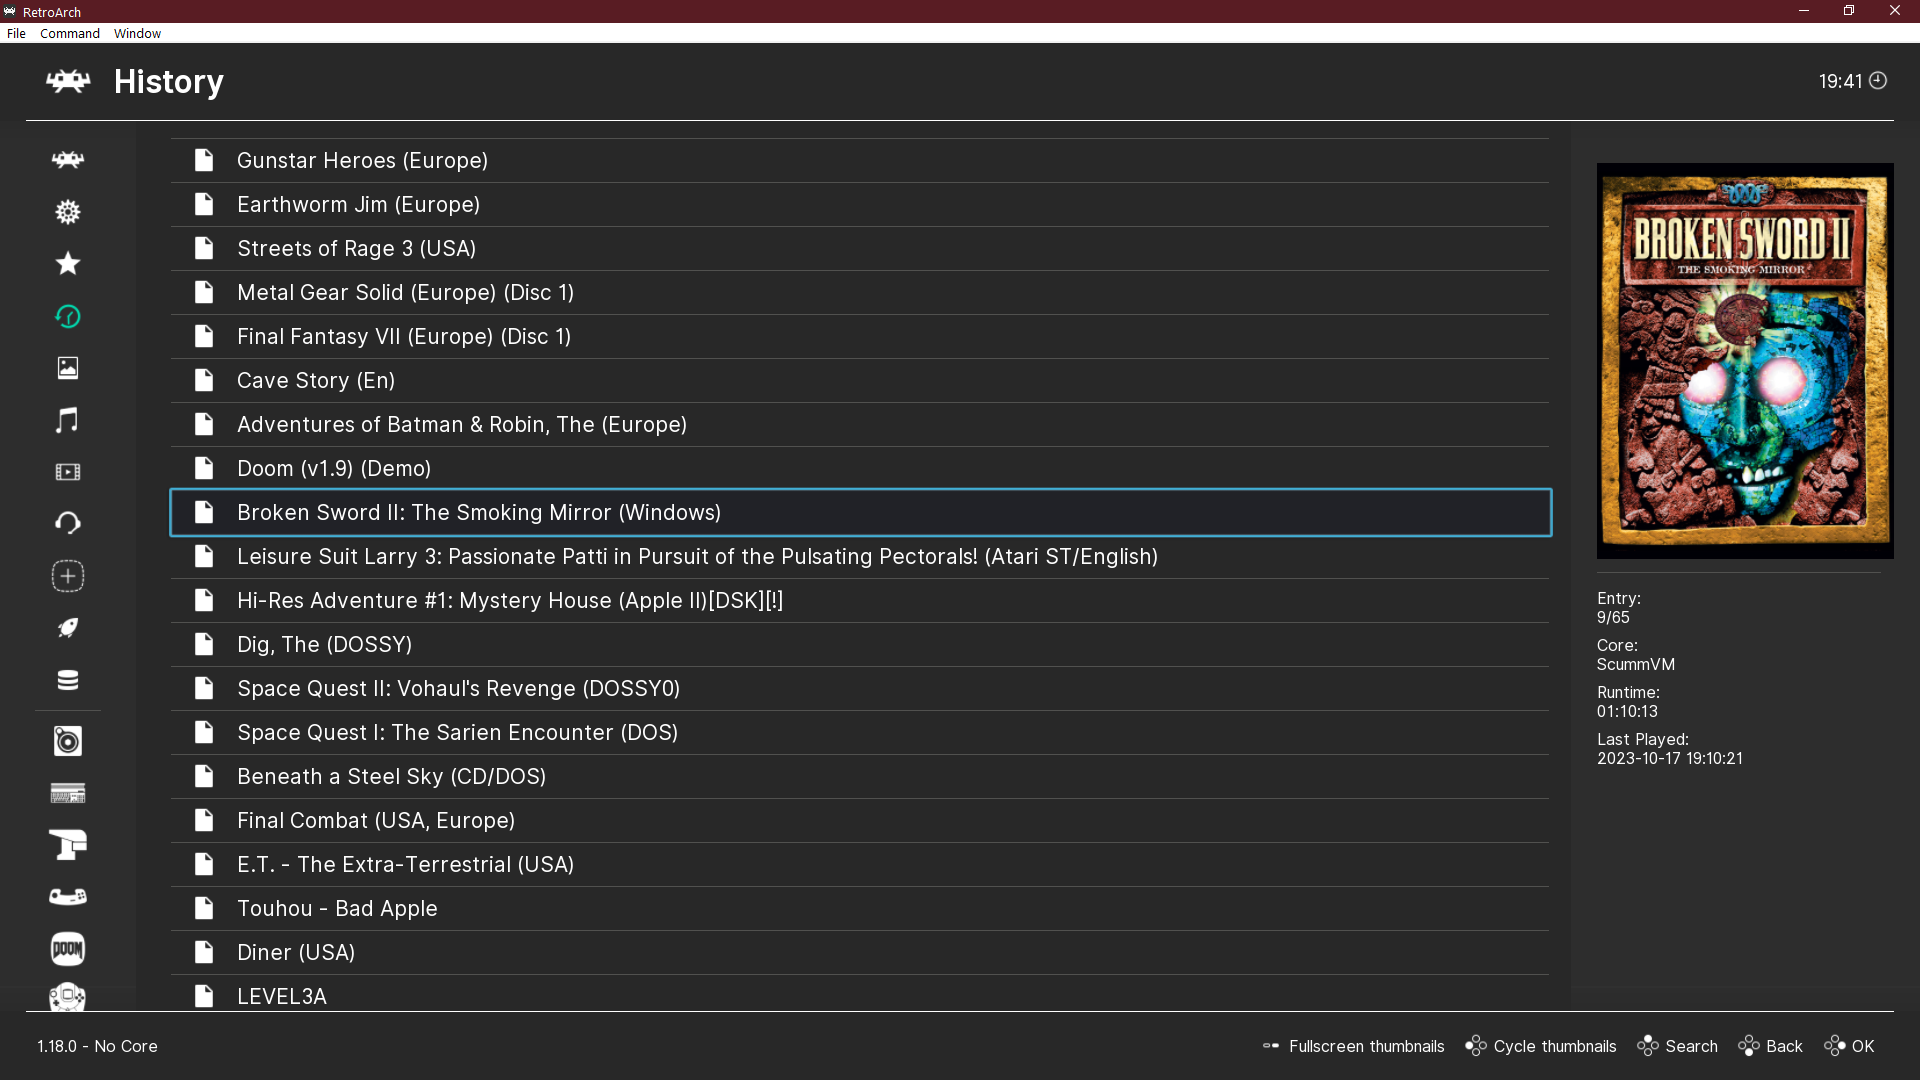 RetroArch
File Command Window
History
19:41
Gunstar Heroes (Europe)
Earthworm Jim (Europe)
Streets of Rage 3 (USA)
Metal Gear Solid (Europe) (Disc 1)
Final Fantasy VII (Europe) (Disc 1)
Cave Story (En)
Adventures of Batman & Robin, The (Europe)
Doom (v1.9) (Demo)
Broken Sword II: The Smoking Mirror (Windows)
Leisure Suit Larry 3: Passionate Patti in Pursuit of the Pulsating Pectorals! (Atari ST/English)
Hi-Res Adventure #1: Mystery House (Apple II)[DSK][!]
Dig, The (DOSSY)
Space Quest II: Vohaul's Revenge (DOSSY0)
Space Quest I: The Sarien Encounter (DOS)
Beneath a Steel Sky (CD/DOS)
Final Combat (USA, Europe)
E.T. - The Extra-Terrestrial (USA)
Touhou - Bad Apple
Diner (USA)
LEVEL3A
BROKEN SWORD II
THE SMOKING MIRROR
Entry:
9/65
Core:
ScummVM
Runtime:
01:10:13
Last Played:
2023-10-17 19:10:21
DOOM
1.18.0 - No Core
Fullscreen thumbnails Cycle thumbnails Search Back OK